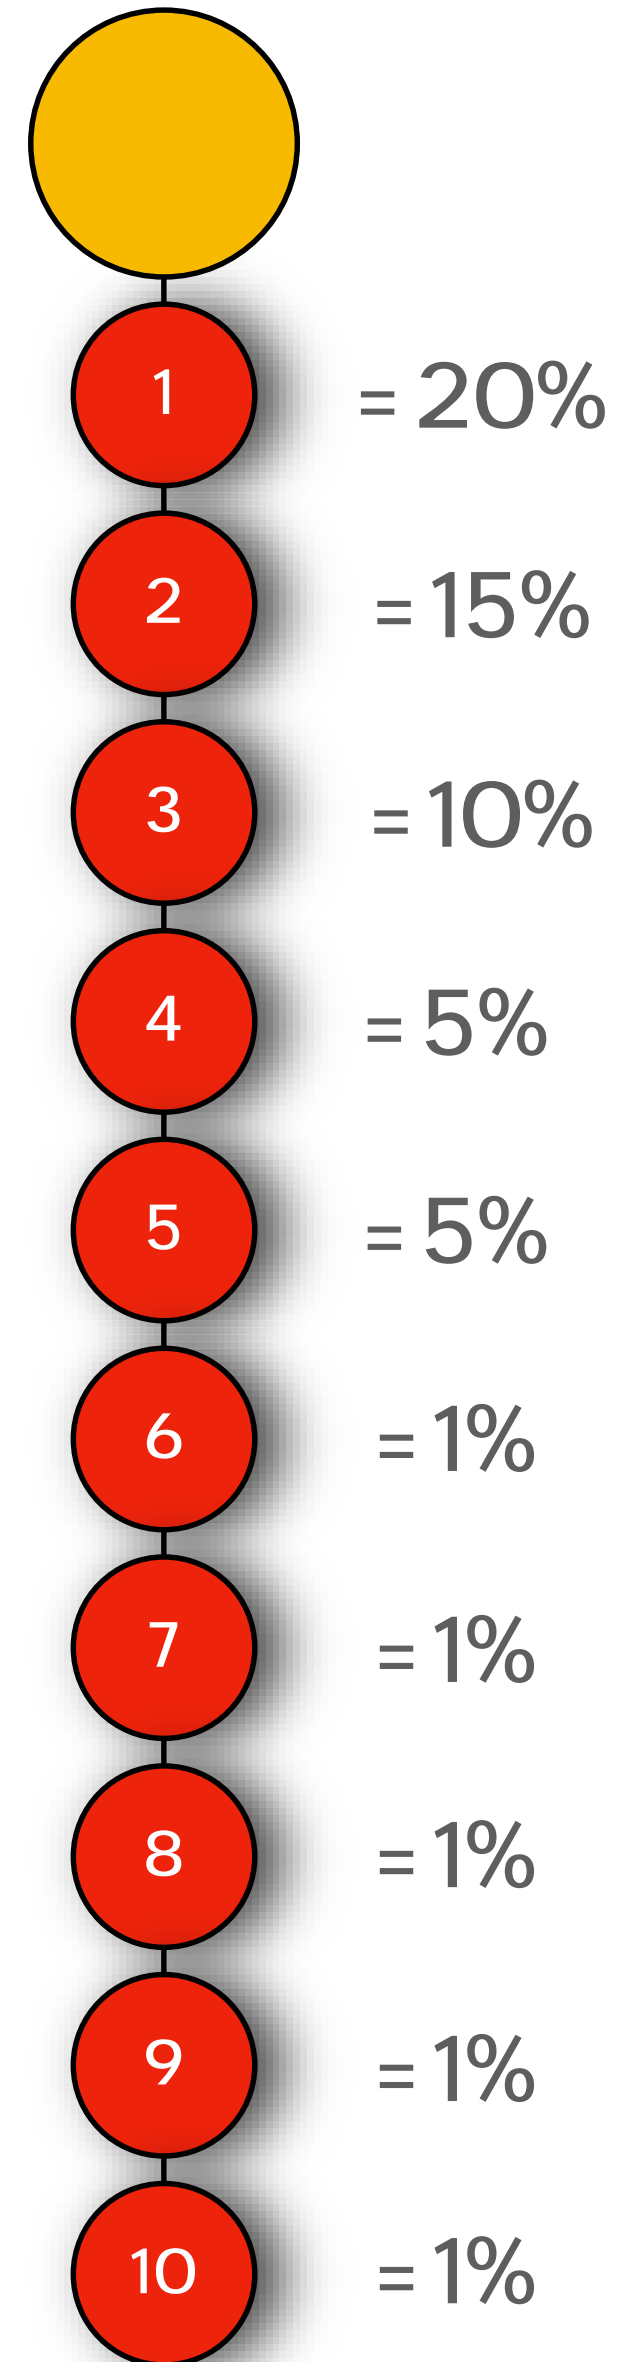 1 = 20%
2 = 15%
3 = 10%
4 = 5%
5 = 5%
6 = 1%
7 = 1%
8 = 1%
9 = 1%
10 = 1%